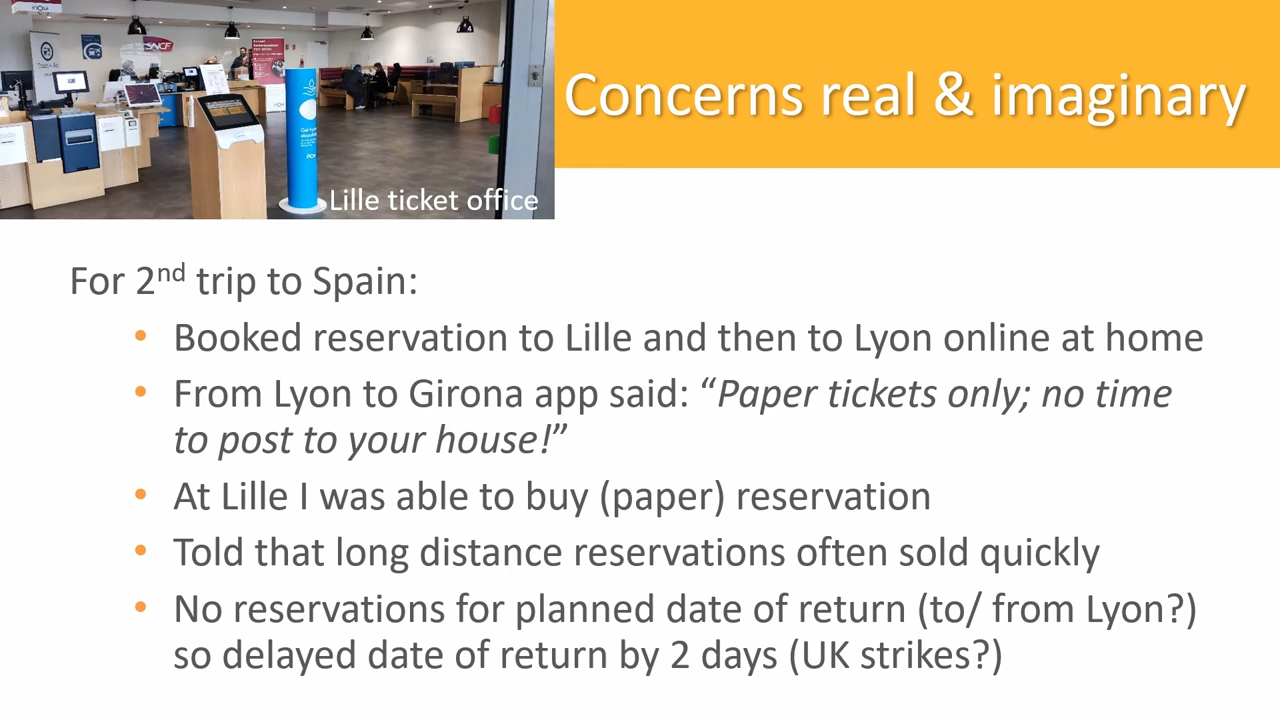 SNCF
Lille ticket office
Concerns real & imaginary
For 2nd trip to Spain:
• Booked reservation to Lille and then to Lyon online at home
• From Lyon to Girona app said: “Paper tickets only; no time
to post to your house!”
• At Lille I was able to buy (paper) reservation
• Told that long distance reservations often sold quickly
• No reservations for planned date of return (to/ from Lyon?)
so delayed date of return by 2 days (UK strikes?)